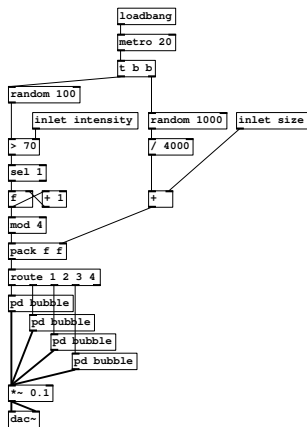 loadbang
metro 20
t b b
random 100
inlet intensity
random 1000
inlet size
> 70
/ 4000
sel 1
f
+ 1
+
mod 4
pack f f
route 1 2 3 4
pd bubble
pd bubble
pd bubble
pd bubble
*~ 0.1
dac~